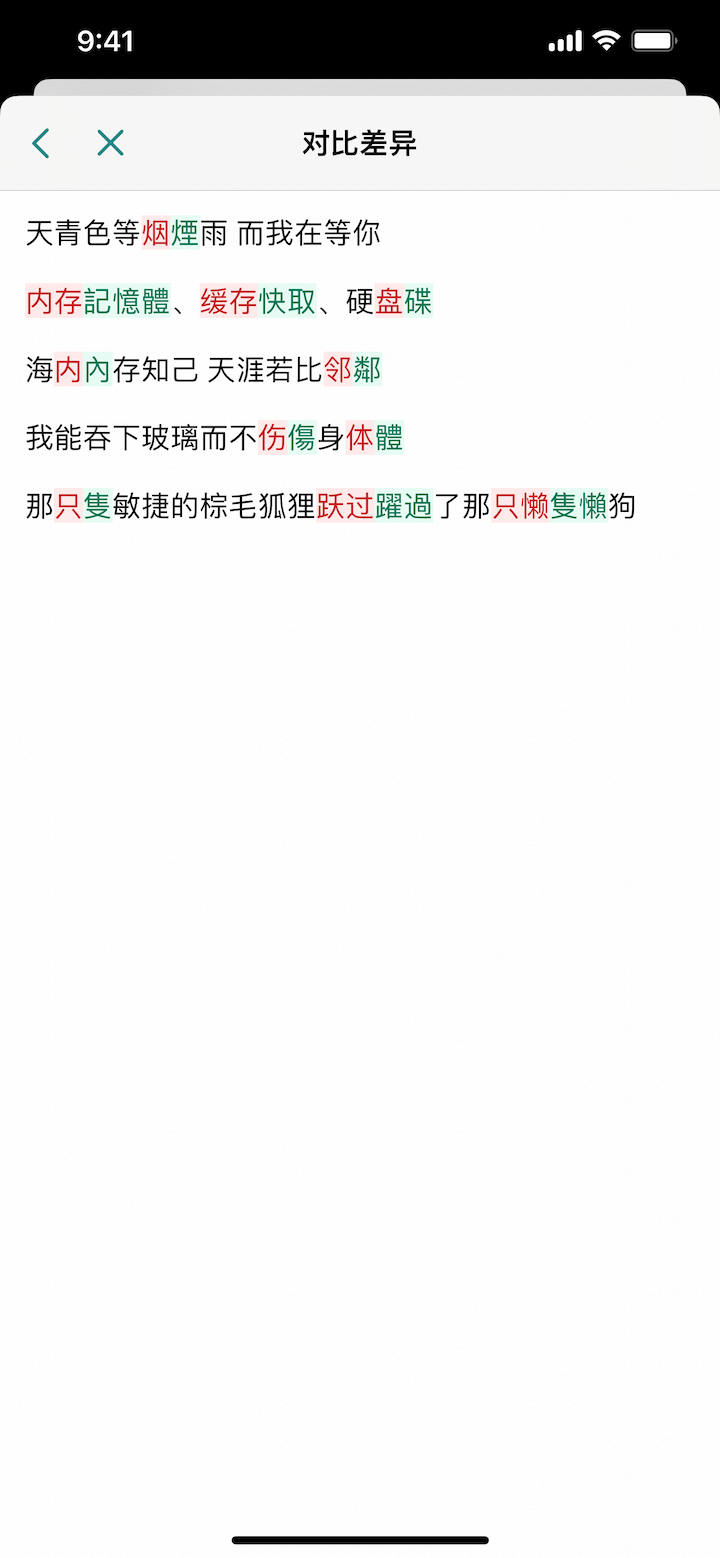 9:41
对比差异
天青色等烟煙雨 而我在等你
内存記憶體、缓存快取、硬盘碟
海内內存知己 天涯若比邻鄰
我能吞下玻璃而不伤傷身体體
那只隻敏捷的棕毛狐狸跃过躍過了那只懒隻懶狗